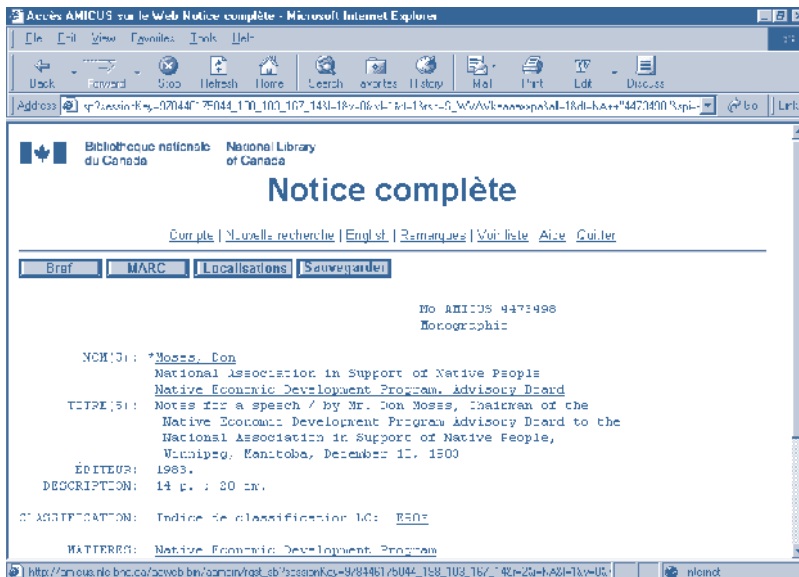 Accès AMICUS sur le Web Notice complète - Microsoft Internet Explorer
File Edit View Favorites Tools Help
Back Forward Stop Refresh Home Search Favorites History Mail Print Edit Discuss
Address Go Links
Bibliothèque nationale du Canada
National Library of Canada
Notice complète
Compte | Nouvelle recherche | English | Remarques | Voir liste Aide Quitter
Bref MARC Localisations Sauvegarder
No AMICUS 4473498
Monographie
NOM(S): *Moses, Don
National Association in Support of Native People
Native Economic Development Program. Advisory Board
TITRE(S): Notes for a speech / by Mr. Don Moses, Chairman of the
Native Economic Development Program Advisory Board to the
National Association in Support of Native People,
Winnipeg, Manitoba, December
ÉDITEUR: 1983.
DESCRIPTION: 14 p. ; 28 cm.
CLASSIFICATION: Indice de classification LC:
MATIERES: Native Economic Development Program
Internet